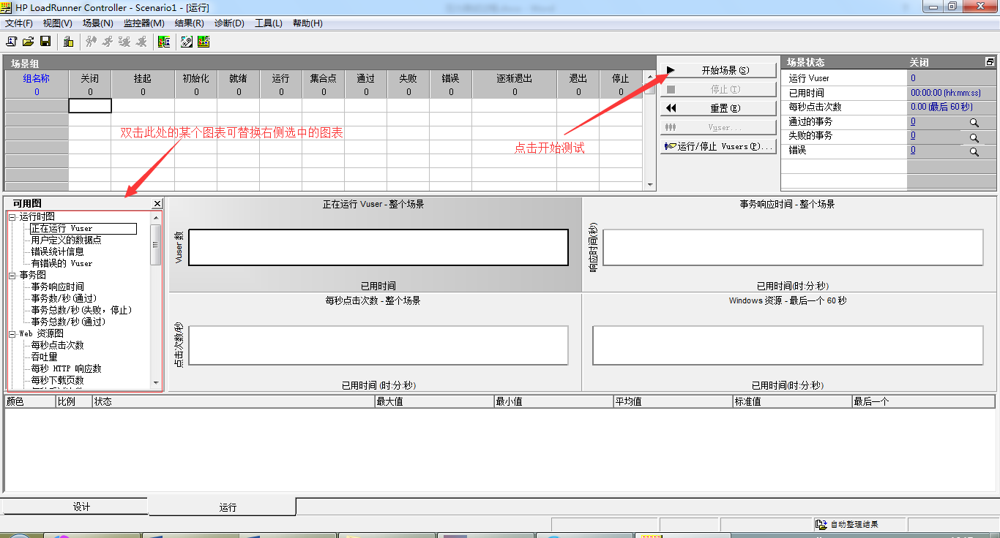 HP LoadRunner Controller - Scenario1 - [运行]
文件(F) 视图(V) 场景(N) 监控器(M) 结果(R) 诊断(D) 工具(L) 帮助(H)
场景组
组名称 关闭 挂起 初始化 就绪 运行 集合点 通过 失败 错误 逐渐退出 退出 停止
0 0 0 0 0 0 0 0 0 0 0 0 0
双击此处的某个图表可替换右侧选中的图表
点击开始测试
开始场景(S)
停止(T)
重置(R)
Vuser...
运行/停止 Vusers(P)...
场景状态 关闭
运行 Vuser 0
已用时间 00:00:00 (hh:mm:ss)
每秒点击次数 0.00 (最后 60 秒)
通过的事务 0
失败的事务 0
错误 0
可用图
运行时图
正在运行 Vuser
用户定义的数据点
错误统计信息
有错误的 Vuser
事务图
事务响应时间
事务数/秒(通过)
事务总数/秒(失败，停止)
事务总数/秒(通过)
Web 资源图
每秒点击次数
吞吐量
每秒 HTTP 响应数
每秒下载页数
正在运行 Vuser - 整个场景
Vuser 数
已用时间
事务响应时间 - 整个场景
响应时间(秒)
已用时间(时:分:秒)
每秒点击次数 - 整个场景
点击次数/秒
已用时间 (时:分:秒)
Windows 资源 - 最后一个 60 秒
已用时间(时:分:秒)
颜色 比例 状态 最大值 最小值 平均值 标准值 最后一个
设计 运行
自动整理结果